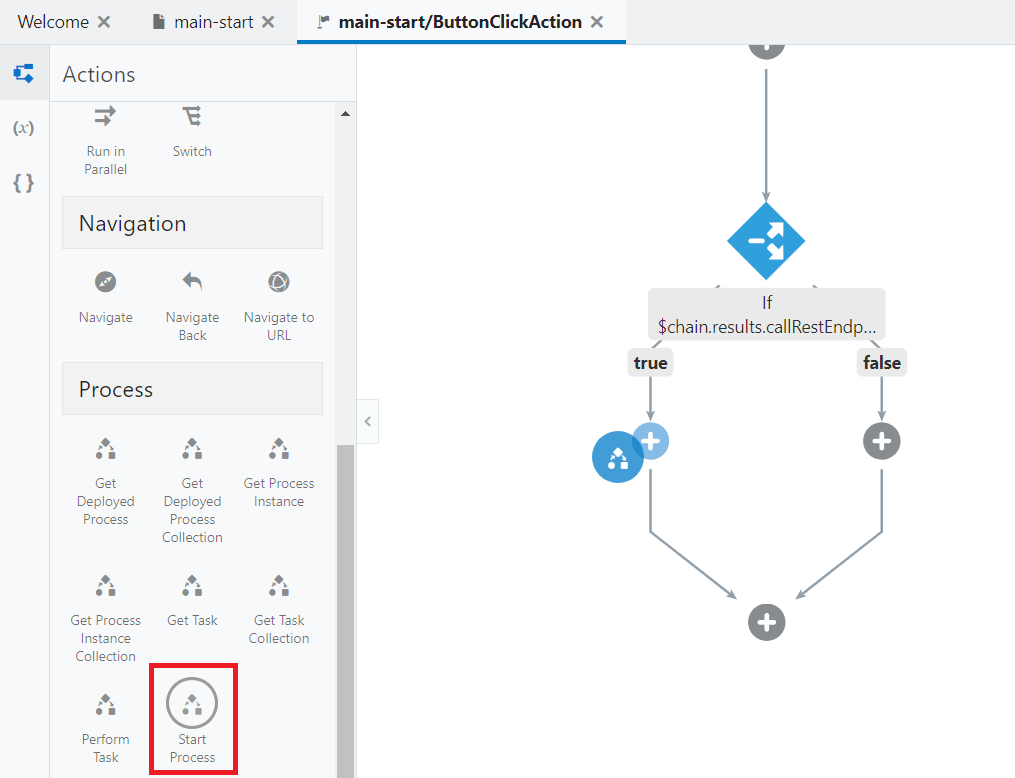 Welcome
main-start
main-start/ButtonClickAction
Actions
(x)
{ }
Run in
Parallel
Switch
Navigation
Navigate
Navigate
Back
Navigate to
URL
Process
Get
Deployed
Process
Get
Deployed
Process
Collection
Get Process
Instance
Get Process
Instance
Collection
Get Task
Get Task
Collection
Perform
Task
Start
Process
If
$chain.results.callRestEndp...
true
false